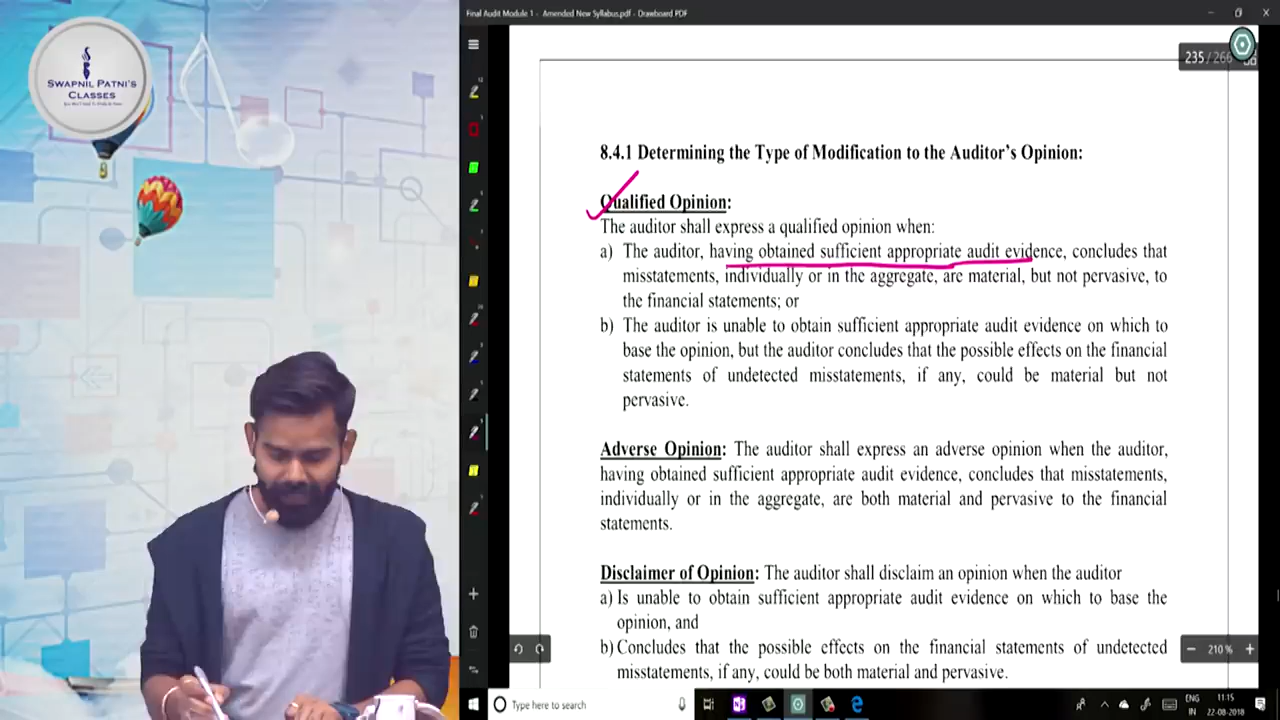 Final Audit Module 1 - Amended New Syllabus.pdf - Drawboard PDF
SWAPNIL PATNI'S
CLASSES
235 / 266
8.4.1 Determining the Type of Modification to the Auditor's Opinion:
Qualified Opinion:
The auditor shall express a qualified opinion when:
a) The auditor, having obtained sufficient appropriate audit evidence, concludes that
misstatements, individually or in the aggregate, are material, but not pervasive, to
the financial statements; or
b) The auditor is unable to obtain sufficient appropriate audit evidence on which to
base the opinion, but the auditor concludes that the possible effects on the financial
statements of undetected misstatements, if any, could be material but not
pervasive.
Adverse Opinion: The auditor shall express an adverse opinion when the auditor,
having obtained sufficient appropriate audit evidence, concludes that misstatements,
individually or in the aggregate, are both material and pervasive to the financial
statements.
Disclaimer of Opinion: The auditor shall disclaim an opinion when the auditor
a) Is unable to obtain sufficient appropriate audit evidence on which to base the
opinion, and
b) Concludes that the possible effects on the financial statements of undetected
misstatements, if any, could be both material and pervasive.
210 %
Type here to search
ENG
IN
11:15
22-08-2018